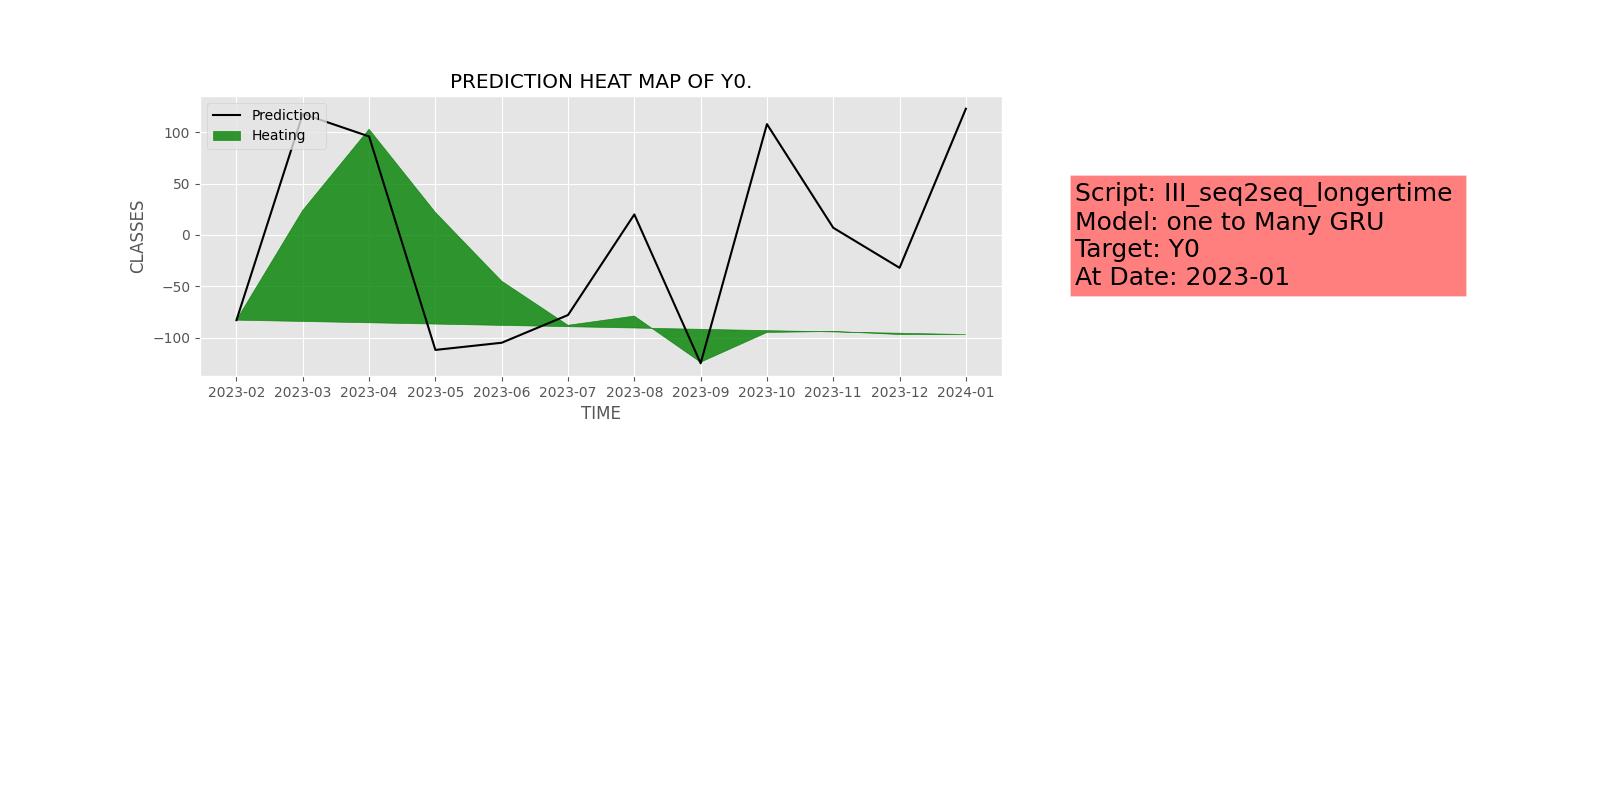 PREDICTION HEAT MAP OF Y0.
Prediction
Heating
100
50
0
−50
−100
CLASSES
2023-02 2023-03 2023-04 2023-05 2023-06 2023-07 2023-08 2023-09 2023-10 2023-11 2023-12 2024-01
TIME
Script: III_seq2seq_longertime
Model: one to Many GRU
Target: Y0
At Date: 2023-01